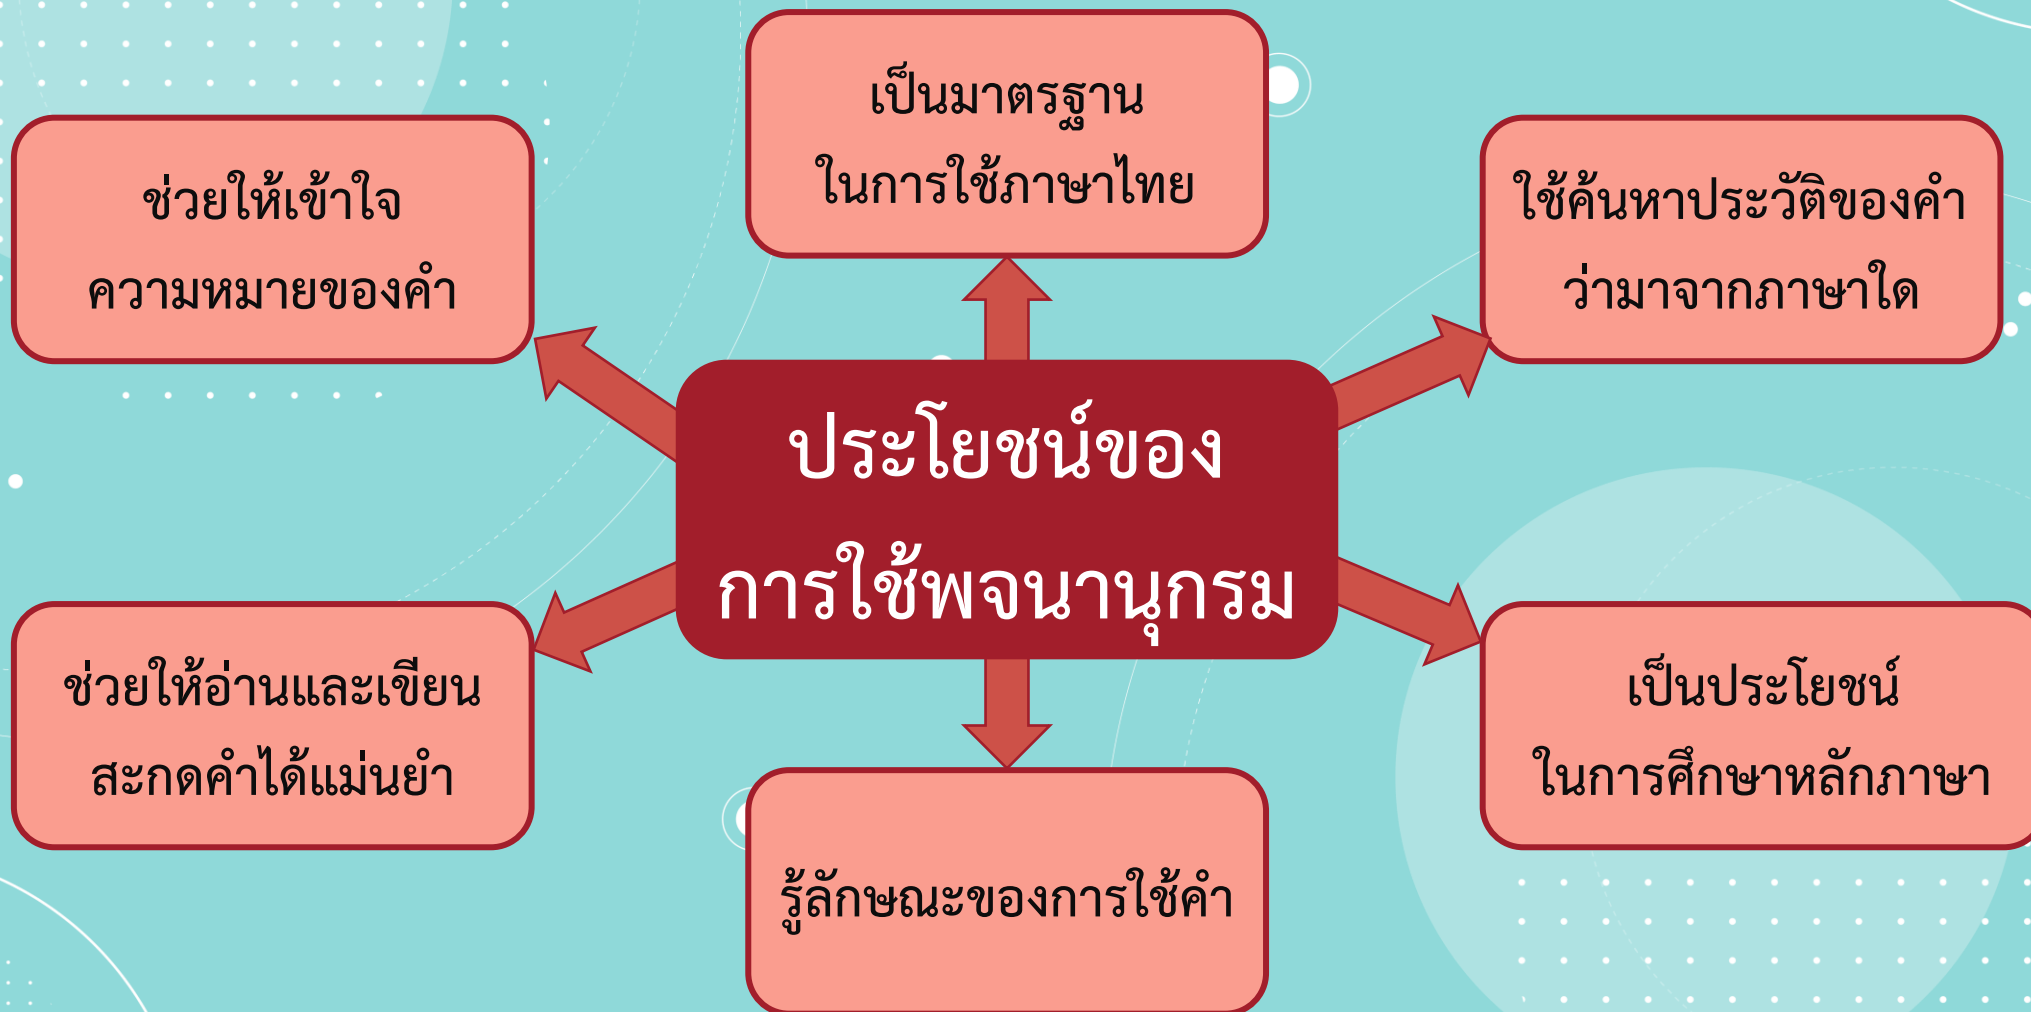 เป็นมาตรฐาน
ในการใช้ภาษาไทย
ช่วยให้เข้าใจ
ความหมายของคำ
ใช้ค้นหาประวัติของคำ
ว่ามาจากภาษาใด
ประโยชน์ของ
การใช้พจนานุกรม
ช่วยให้อ่านและเขียน
สะกดคำได้แม่นยำ
เป็นประโยชน์
ในการศึกษาหลักภาษา
รู้ลักษณะของการใช้คำ